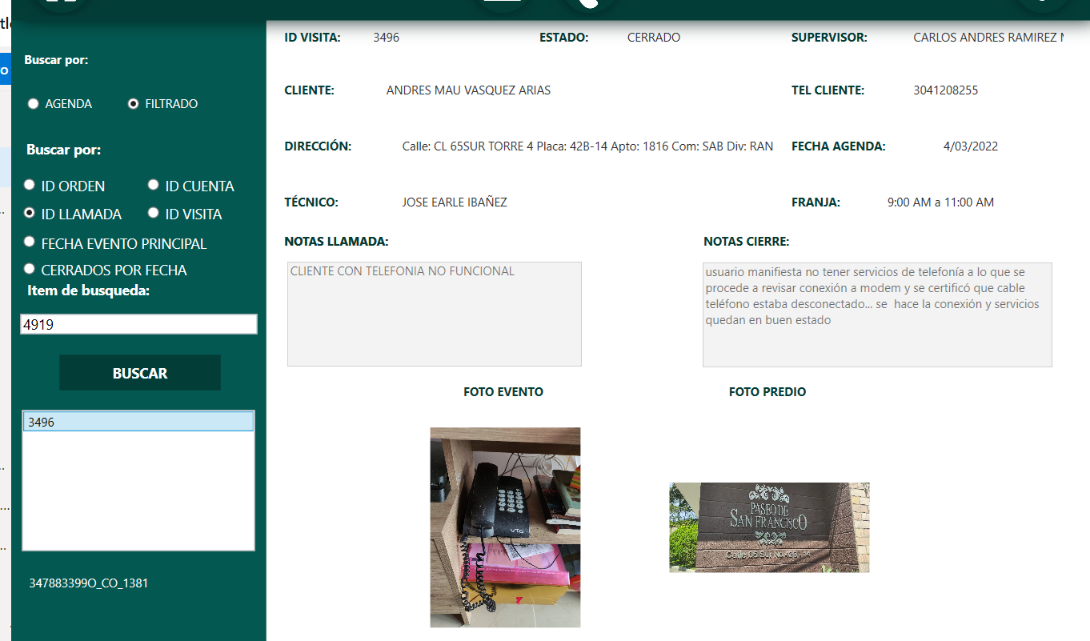 Buscar por:
AGENDA
FILTRADO
Buscar por:
ID ORDEN
ID CUENTA
ID LLAMADA
ID VISITA
FECHA EVENTO PRINCIPAL
CERRADOS POR FECHA
Item de busqueda:
4919
BUSCAR
3496
347883399O_CO_1381
ID VISITA: 3496
ESTADO: CERRADO
SUPERVISOR: CARLOS ANDRES RAMIREZ
CLIENTE: ANDRES MAU VASQUEZ ARIAS
TEL CLIENTE: 3041208255
DIRECCIÓN: Calle: CL 65SUR TORRE 4 Placa: 42B-14 Apto: 1816 Com: SAB Div: RAN
FECHA AGENDA: 4/03/2022
TÉCNICO: JOSE EARLE IBAÑEZ
FRANJA: 9:00 AM a 11:00 AM
NOTAS LLAMADA:
CLIENTE CON TELEFONIA NO FUNCIONAL
NOTAS CIERRE:
usuario manifiesta no tener servicios de telefonía a lo que se
procede a revisar conexión a modem y se certificó que cable
teléfono estaba desconectado... se hace la conexión y servicios
quedan en buen estado
FOTO EVENTO
FOTO PREDIO
PASEO DE
SAN FRANCISCO